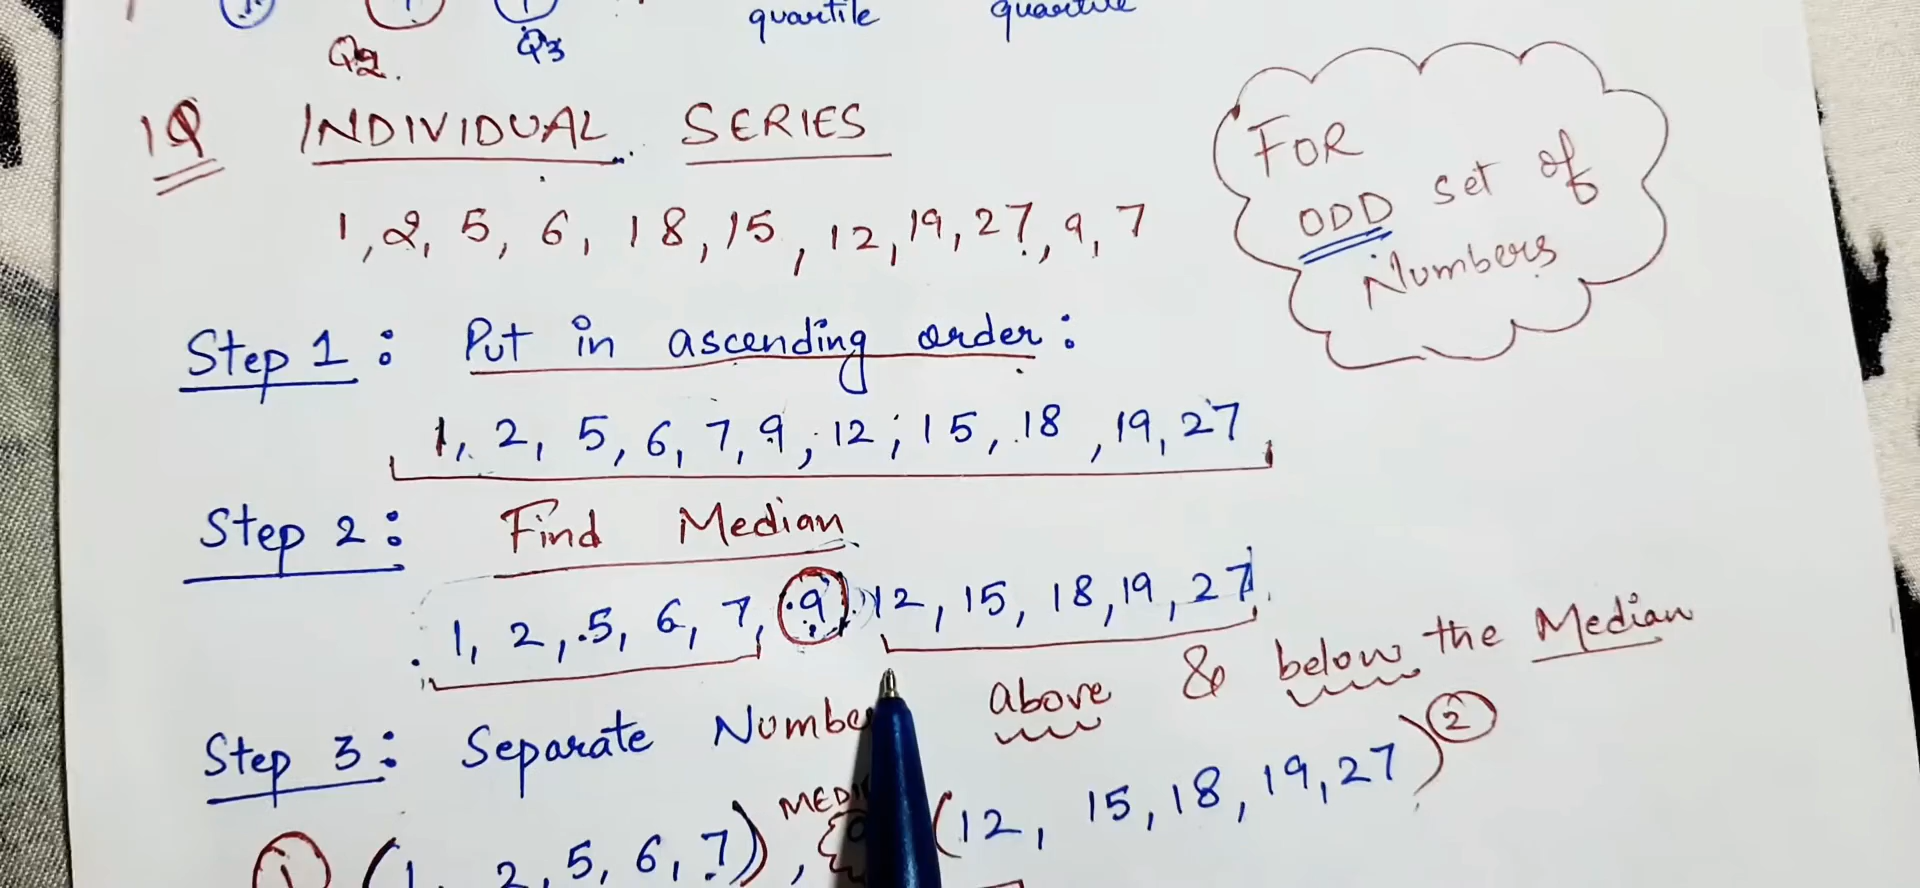 quartile quartile
Q2. Q3
1Q INDIVIDUAL SERIES
1, 2, 5, 6, 18, 15, 12, 19, 27, 9, 7
FOR
ODD set of
Numbers
Step 1 : Put in ascending order :
1, 2, 5, 6, 7, 9, 12, 15, 18, 19, 27
Step 2 : Find Median
1, 2, 5, 6, 7, 9, 12, 15, 18, 19, 27
Step 3 : Separate Number above & below the Median
1 (1, 2, 5, 6, 7), (12, 15, 18, 19, 27) 2